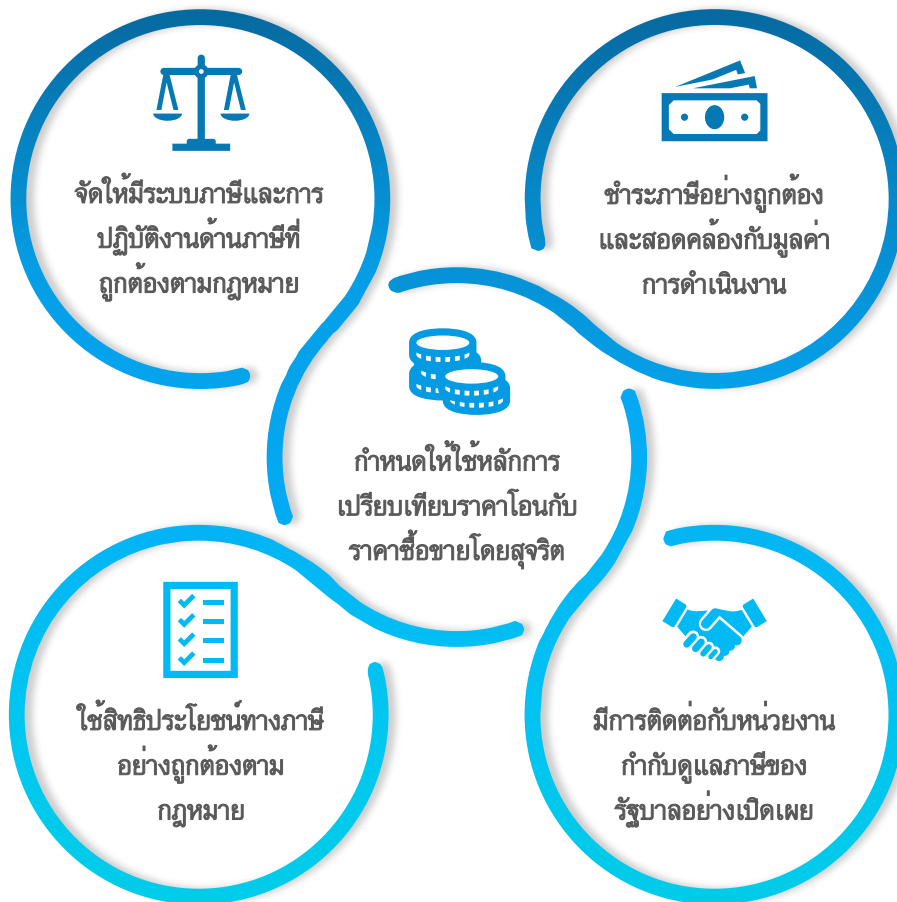 จัดให้มีระบบภาษีและการ
ปฏิบัติงานด้านภาษีที่
ถูกต้องตามกฎหมาย
ชำระภาษีอย่างถูกต้อง
และสอดคล้องกับมูลค่า
การดำเนินงาน
กำหนดให้ใช้หลักการ
เปรียบเทียบราคาโอนกับ
ราคาซื้อขายโดยสุจริต
ใช้สิทธิประโยชน์ทางภาษี
อย่างถูกต้องตาม
กฎหมาย
มีการติดต่อกับหน่วยงาน
กำกับดูแลภาษีของ
รัฐบาลอย่างเปิดเผย